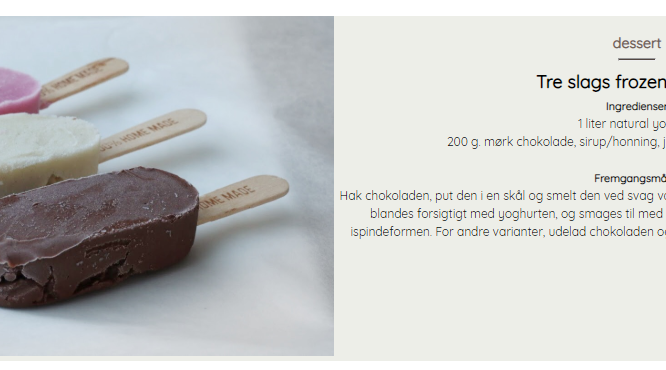 HOME MADE
% HOME MADE
HOME MADE
dessert
Tre slags frozen
Ingredienser
1 liter natural
200 g. mørk chokolade, sirup/honning,
Hak chokoladen, put den i en skål og smelt den ved svag
blandes forsigtigt med yoghurten, og smages til med
ispindeformen. For andre varianter, udelad chokoladen